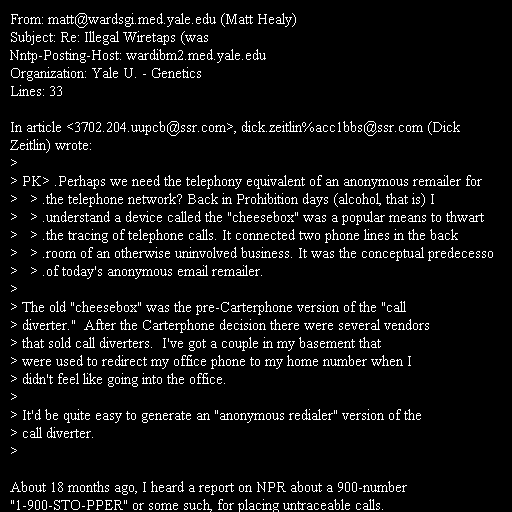 From: matt@wardsgi.med.yale.edu (Matt Healy)
Subject: Re: Illegal Wiretaps (was
Nntp-Posting-Host: wardibm2.med.yale.edu
Organization: Yale U. - Genetics
Lines: 33

In article <3702.204.uupcb@ssr.com>, dick.zeitlin%acc1bbs@ssr.com (Dick
Zeitlin) wrote:
>
> PK> .Perhaps we need the telephony equivalent of an anonymous remailer for
>   > .the telephone network? Back in Prohibition days (alcohol, that is) I
>   > .understand a device called the "cheesebox" was a popular means to thwart
>   > .the tracing of telephone calls. It connected two phone lines in the back
>   > .room of an otherwise uninvolved business. It was the conceptual predecesso
>   > .of today's anonymous email remailer.
>
> The old "cheesebox" was the pre-Carterphone version of the "call
> diverter."  After the Carterphone decision there were several vendors
> that sold call diverters.  I've got a couple in my basement that
> were used to redirect my office phone to my home number when I
> didn't feel like going into the office.
>
> It'd be quite easy to generate an "anonymous redialer" version of the
> call diverter.
>

About 18 months ago, I heard a report on NPR about a 900-number
"1-900-STO-PPER" or some such, for placing untraceable calls.